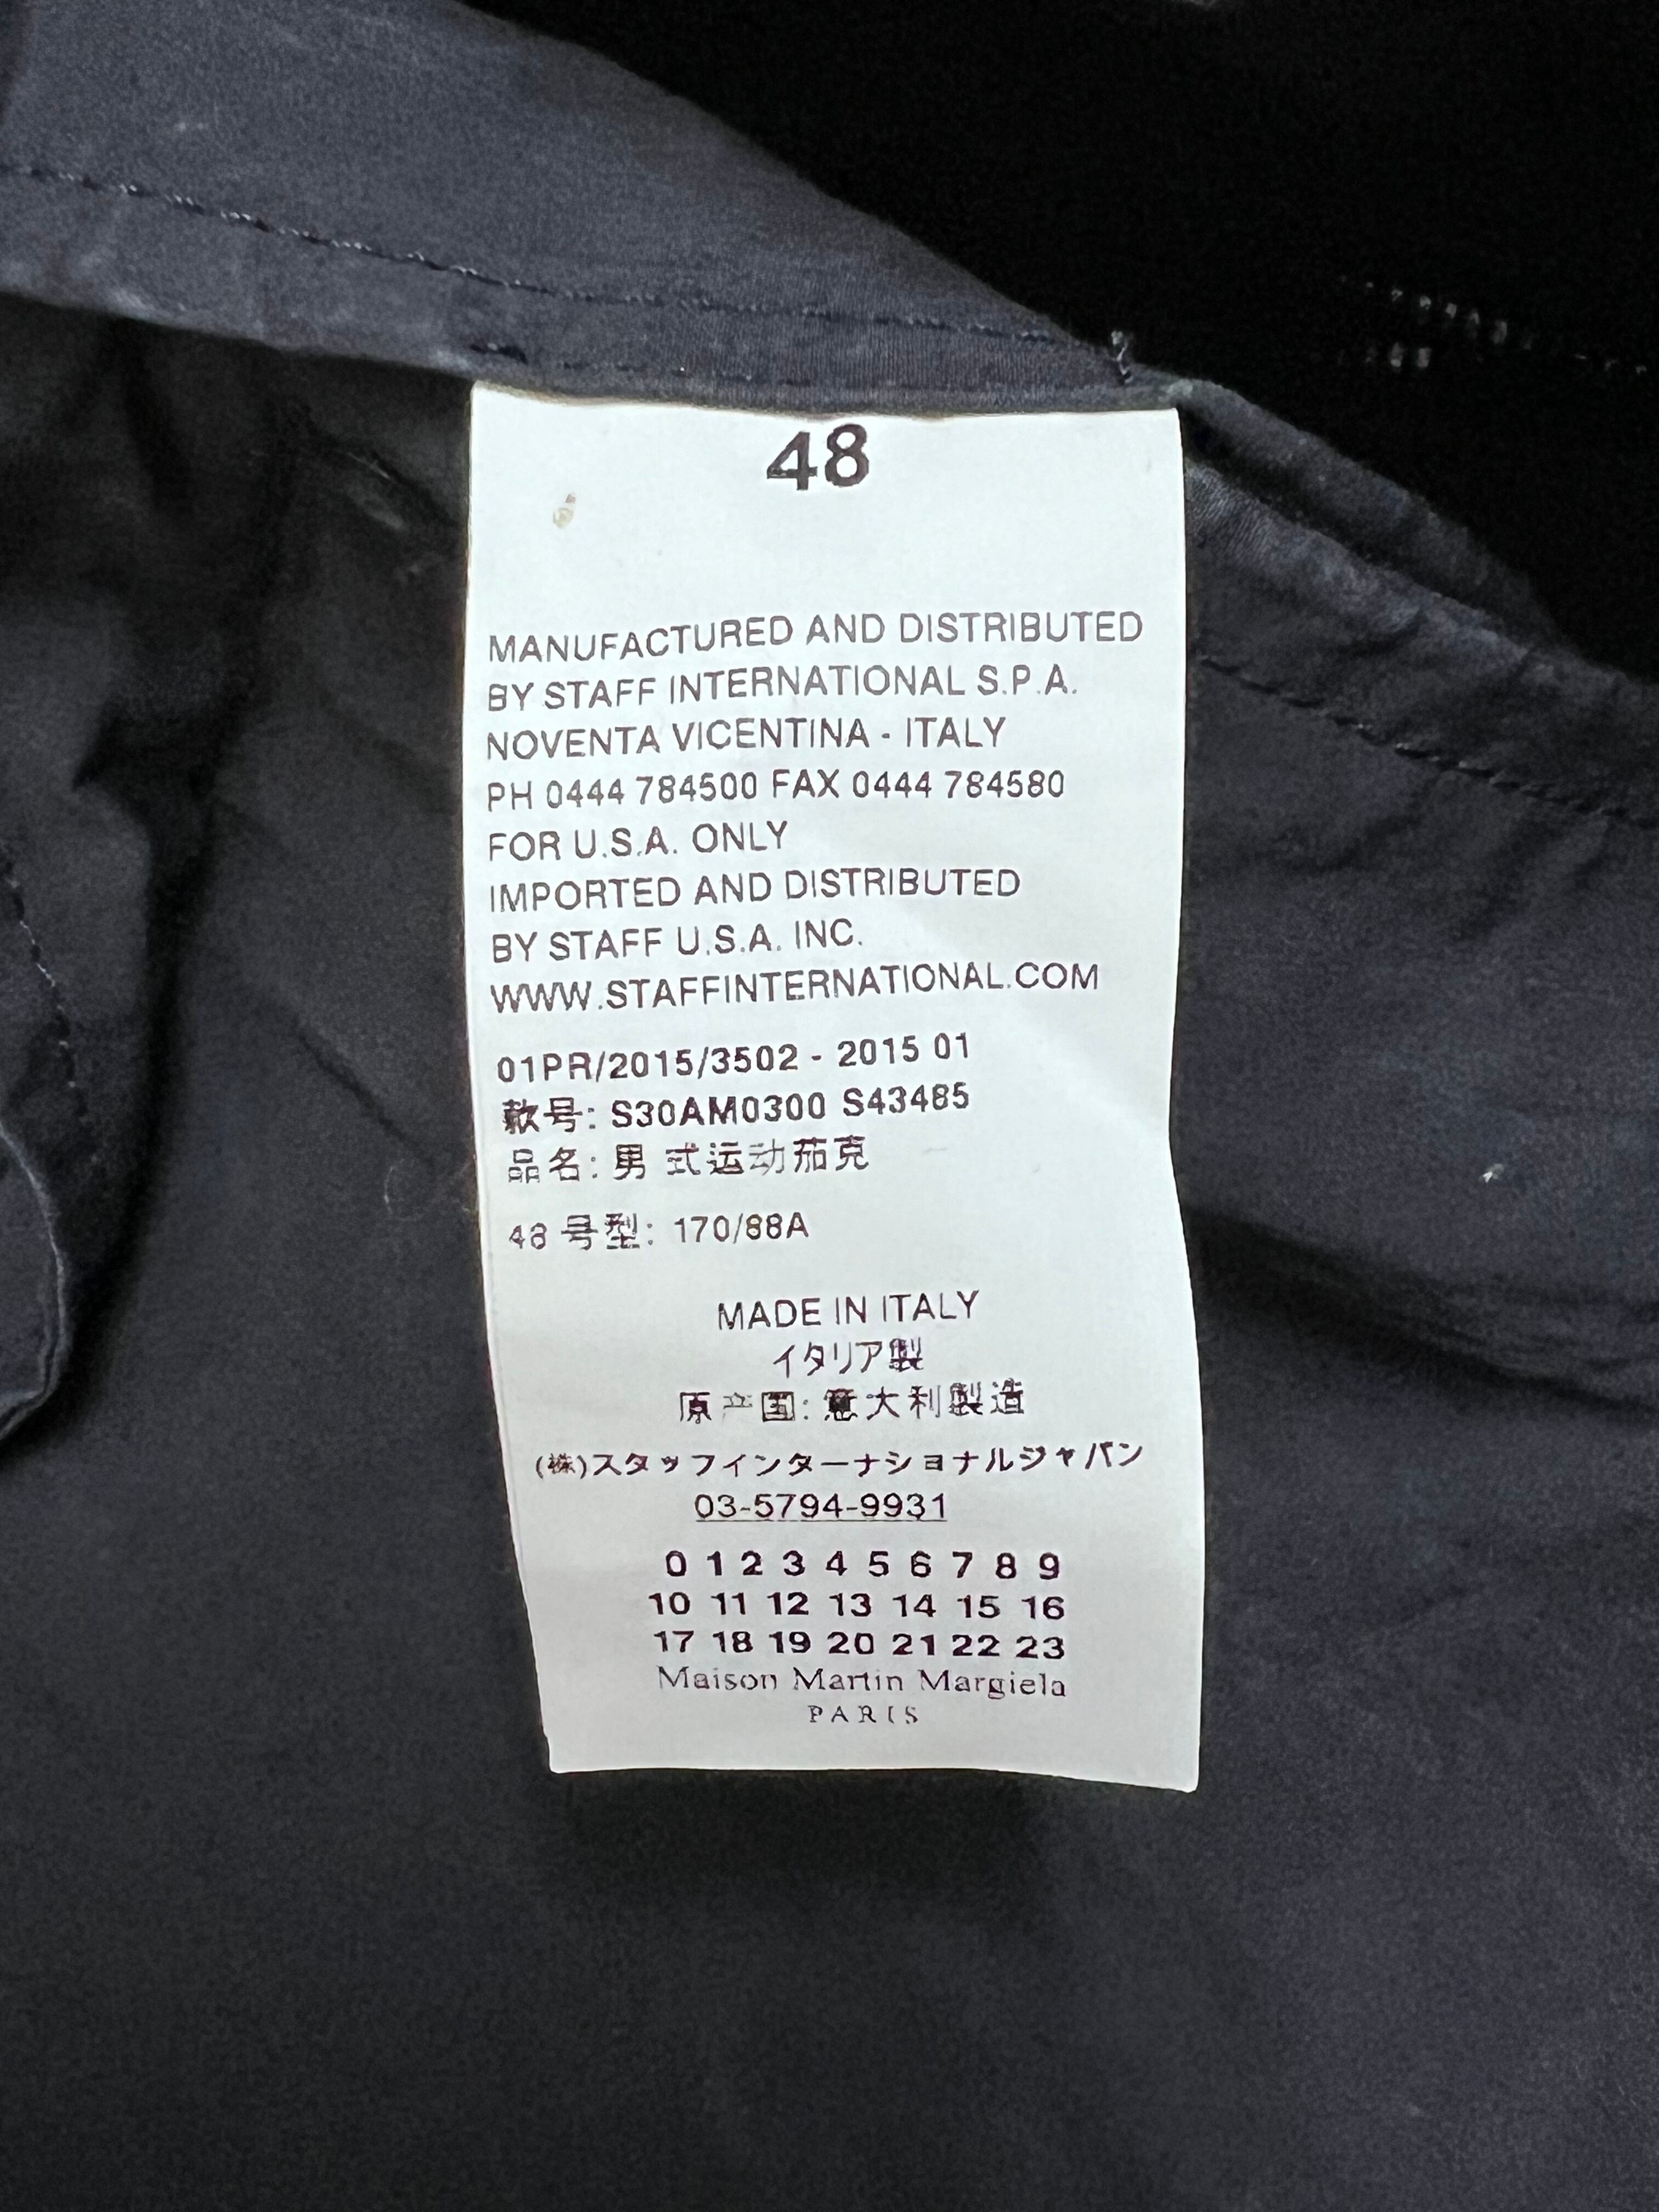 48
MANUFACTURED AND DISTRIBUTED
BY STAFF INTERNATIONAL S.P.A.
NOVENTA VICENTINA - ITALY
PH 0444 784500 FAX 0444 784580
FOR U.S.A. ONLY
IMPORTED AND DISTRIBUTED
BY STAFF U.S.A. INC.
WWW.STAFFINTERNATIONAL.COM
01PR/2015/3502 - 2015 01
款号: S30AM0300 S43485
品名: 男 式运动茄克
48 号型: 170/88A
MADE IN ITALY
イタリア製
原产国: 意大利製造
(株)スタッフインターナショナルジャパン
03-5794-9931
0 1 2 3 4 5 6 7 8 9
10 11 12 13 14 15 16
17 18 19 20 21 22 23
Maison Martin Margiela
PARIS